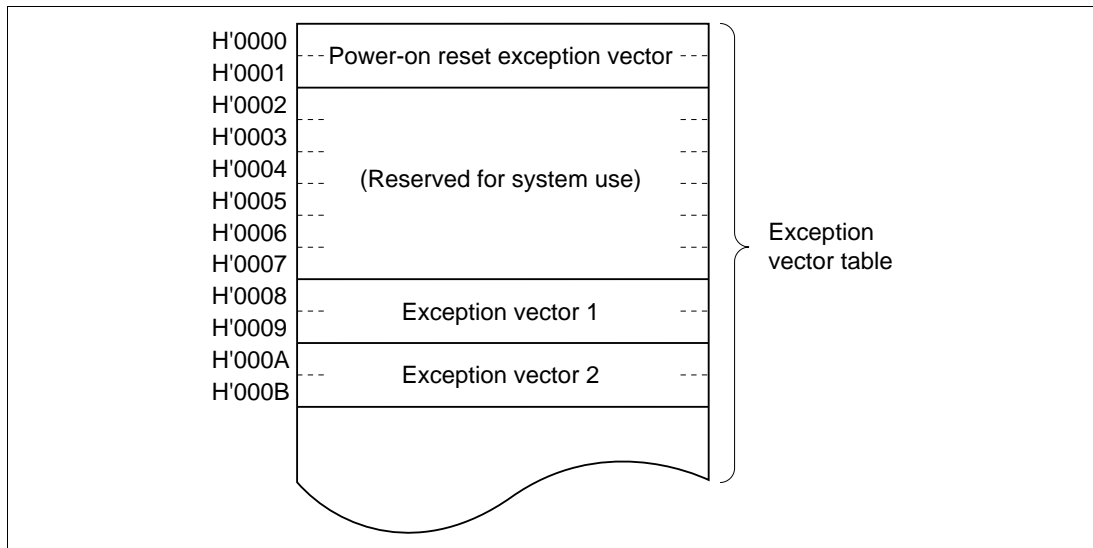 H'0000
Power-on reset exception vector
H'0001
H'0002
H'0003
H'0004
(Reserved for system use)
H'0005
H'0006
H'0007
Exception
vector table
H'0008
Exception vector 1
H'0009
H'000A
Exception vector 2
H'000B